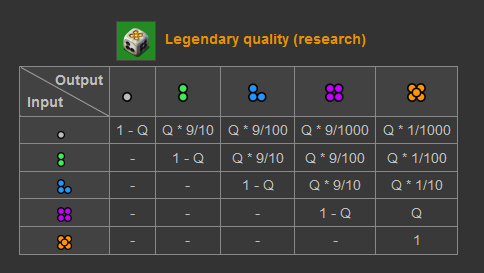 Legendary quality (research)
Output
Input
1 - Q Q * 9/10 Q * 9/100 Q * 9/1000 Q * 1/1000
- 1 - Q Q * 9/10 Q * 9/100 Q * 1/100
- - 1 - Q Q * 9/10 Q * 1/10
- - - 1 - Q Q
- - - - 1